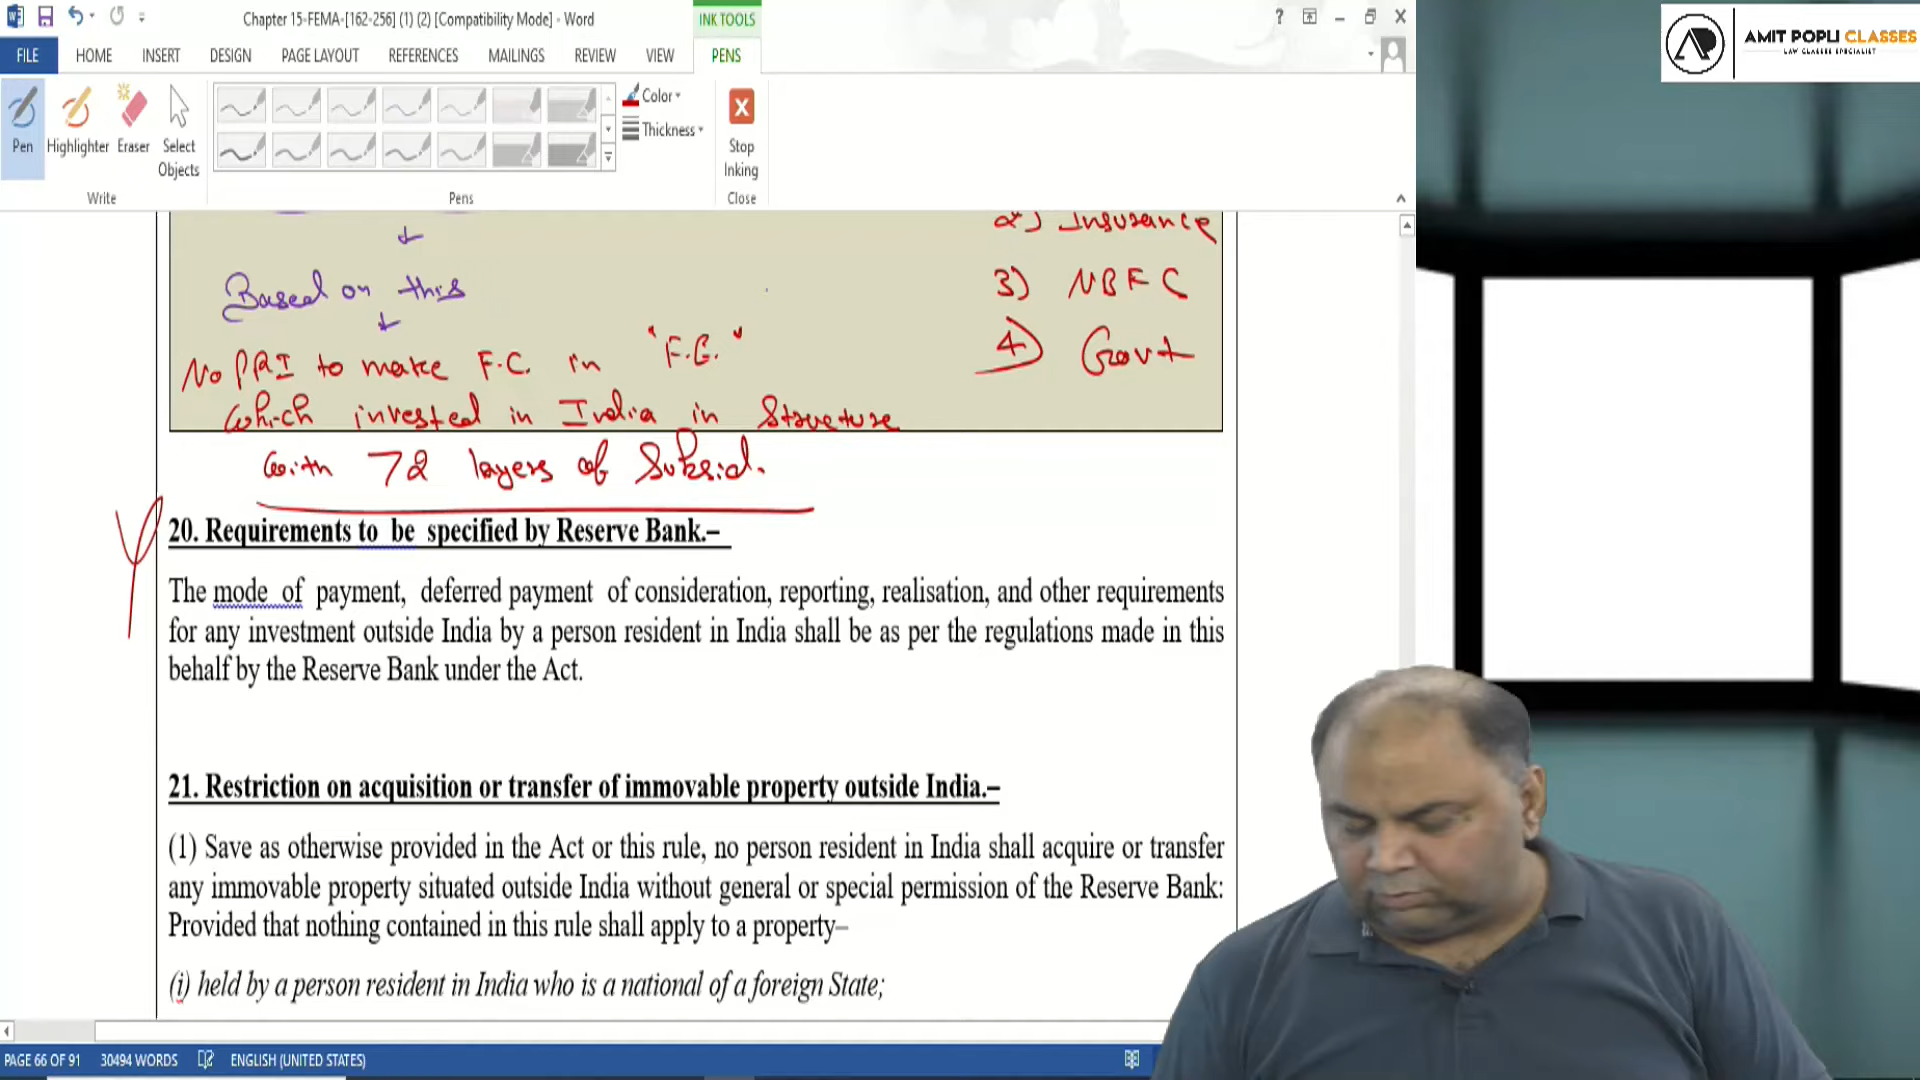 Chapter 15-FEMA-[162-256] (1) (2) [Compatibility Mode] - Word
INK TOOLS
FILE HOME INSERT DESIGN PAGE LAYOUT REFERENCES MAILINGS REVIEW VIEW PENS
AMIT POPLI CLASSES
LAW CLASSES SPECIALIST
Pen Highlighter Eraser Select Objects
Color
Thickness
Stop Inking
Write Pens Close
2) Insurance
Based on this
3) NBFC
No PRI to make F.C. in "F.E."
4) Govt
which invested in India in Structure
with >2 layers of Subsid.
20. Requirements to be specified by Reserve Bank.–
The mode of payment, deferred payment of consideration, reporting, realisation, and other requirements
for any investment outside India by a person resident in India shall be as per the regulations made in this
behalf by the Reserve Bank under the Act.
21. Restriction on acquisition or transfer of immovable property outside India.–
(1) Save as otherwise provided in the Act or this rule, no person resident in India shall acquire or transfer
any immovable property situated outside India without general or special permission of the Reserve Bank:
Provided that nothing contained in this rule shall apply to a property–
(i) held by a person resident in India who is a national of a foreign State;
PAGE 66 OF 91 30494 WORDS ENGLISH (UNITED STATES)